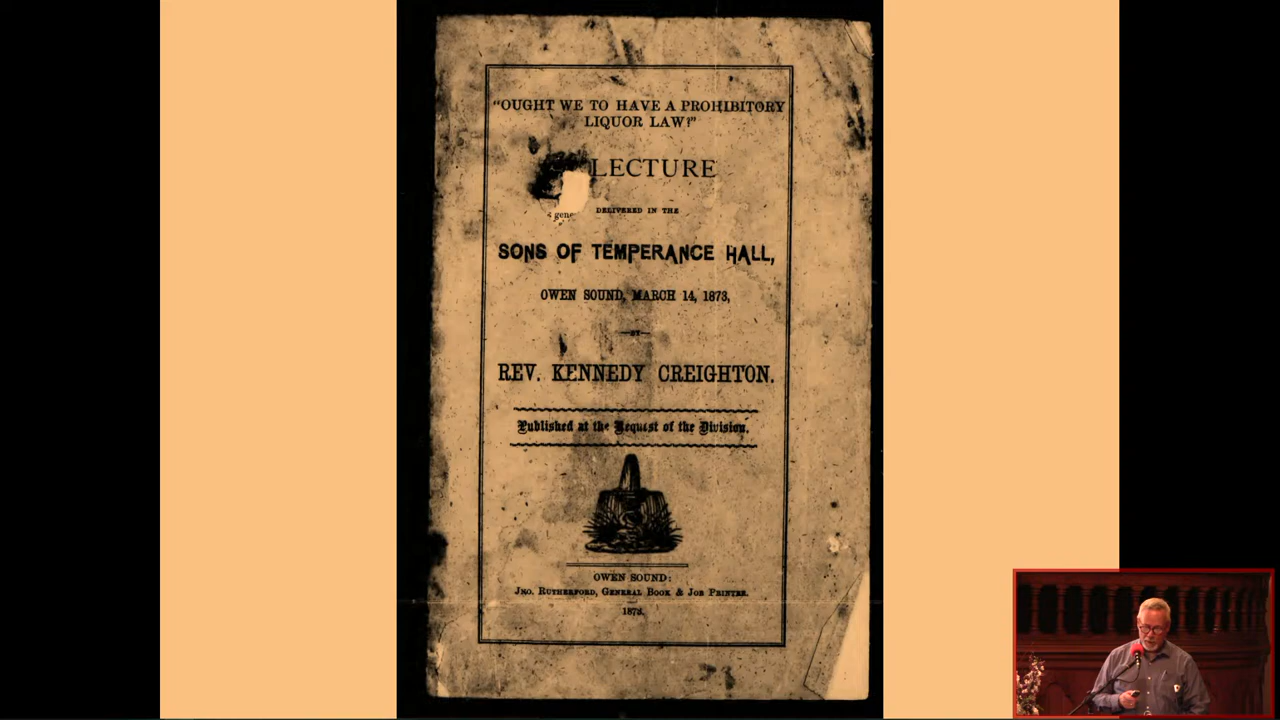 "OUGHT WE TO HAVE A PROHIBITORY
LIQUOR LAW?"
LECTURE
gene
DELIVERED IN THE
SONS OF TEMPERANCE HALL,
OWEN SOUND, MARCH 14, 1873,
—BY—
REV. KENNEDY CREIGHTON.
Published at the Request of the Division.
OWEN SOUND:
JNO. RUTHERFORD, GENERAL BOOK & JOB PRINTER.
1873.